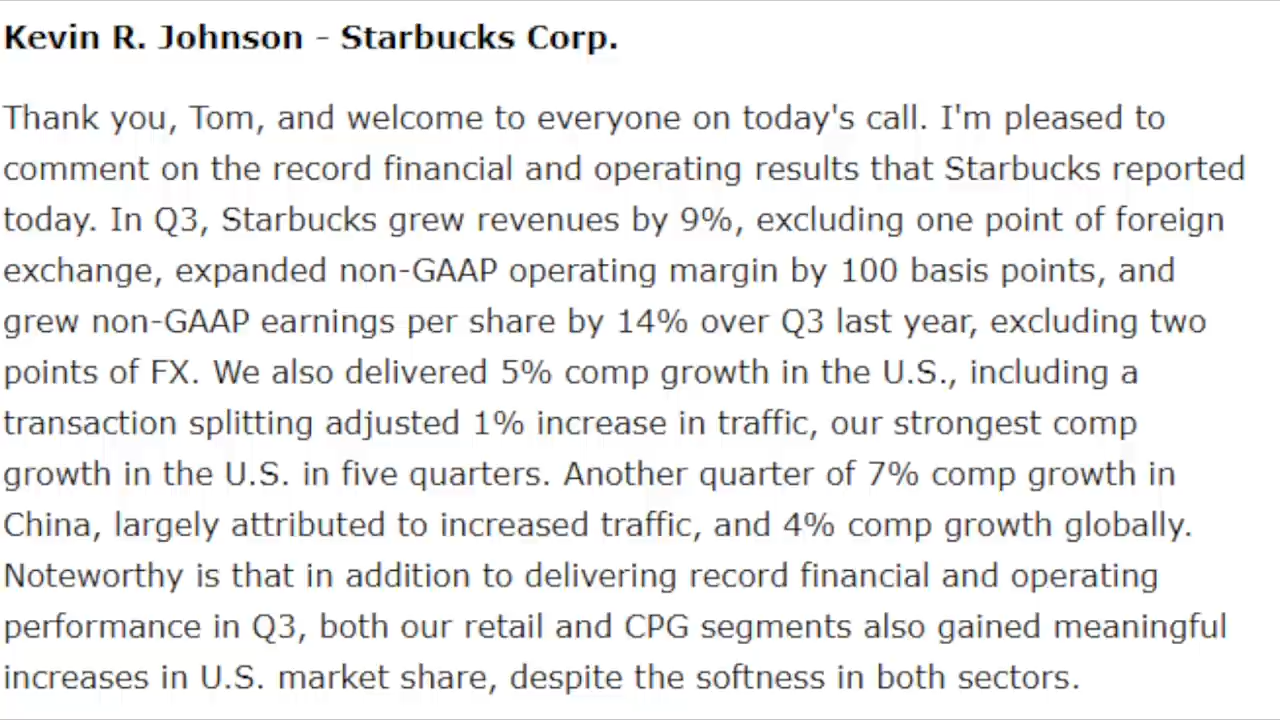 Kevin R. Johnson - Starbucks Corp.
Thank you, Tom, and welcome to everyone on today's call. I'm pleased to
comment on the record financial and operating results that Starbucks reported
today. In Q3, Starbucks grew revenues by 9%, excluding one point of foreign
exchange, expanded non-GAAP operating margin by 100 basis points, and
grew non-GAAP earnings per share by 14% over Q3 last year, excluding two
points of FX. We also delivered 5% comp growth in the U.S., including a
transaction splitting adjusted 1% increase in traffic, our strongest comp
growth in the U.S. in five quarters. Another quarter of 7% comp growth in
China, largely attributed to increased traffic, and 4% comp growth globally.
Noteworthy is that in addition to delivering record financial and operating
performance in Q3, both our retail and CPG segments also gained meaningful
increases in U.S. market share, despite the softness in both sectors.